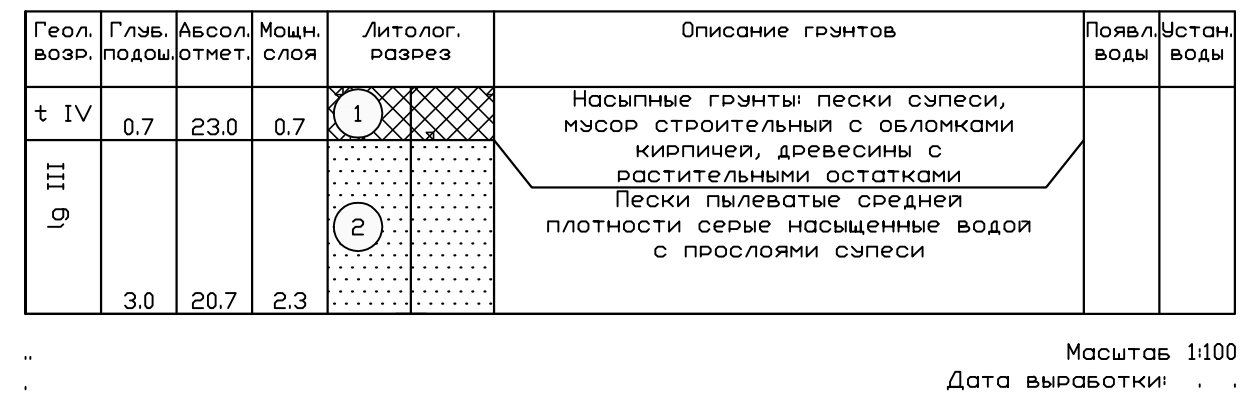 Геол. Глуб. Абсол. Мощн. Литолог. Описание грунтов Появл. Устан.
возр. подош. отмет. слоя разрез воды воды
t IV 0.7 23.0 0.7 1 Насыпные грунты: пески супеси,
мусор строительный с обломками
кирпичей, древесины с
растительными остатками
lg III 3.0 20.7 2.3 2 Пески пылеватые средней
плотности серые насыщенные водой
с прослоями супеси
Масштаб 1:100
Дата выработки: . .